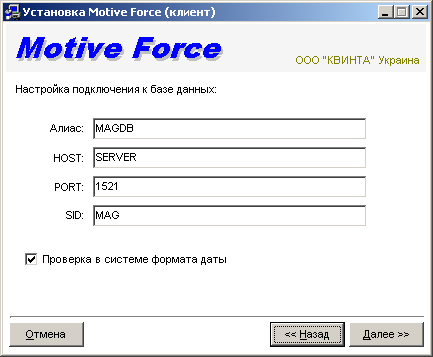 Установка Motive Force (клиент)
Motive Force
ООО "КВИНТА" Украина
Настройка подключения к базе данных:
Алиас: MAGDB
HOST: SERVER
PORT: 1521
SID: MAG
Проверка в системе формата даты
Отмена << Назад Далее >>